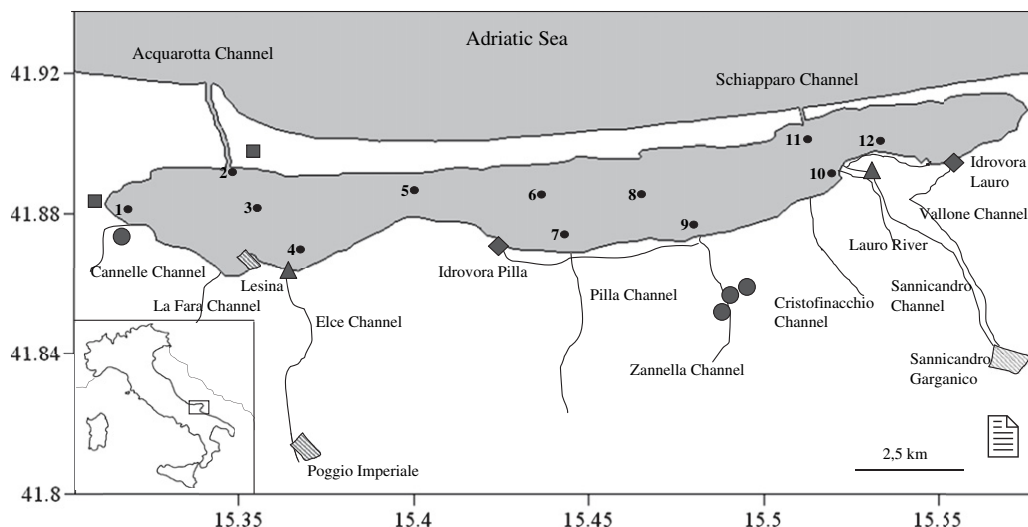 Adriatic Sea
Acquarotta Channel
Schiapparo Channel
41.92
41.88
41.84
41.8
11
12
2
10
Idrovora
Lauro
5
6
8
1
3
Vallone Channel
9
7
4
Lauro River
Idrovora Pilla
Cannelle Channel
Lesina
La Fara Channel
Elce Channel
Pilla Channel
Cristofinacchio
Channel
Sannicandro
Channel
Zannella Channel
Sannicandro
Garganico
Poggio Imperiale
2,5 km
15.35
15.4
15.45
15.5
15.55